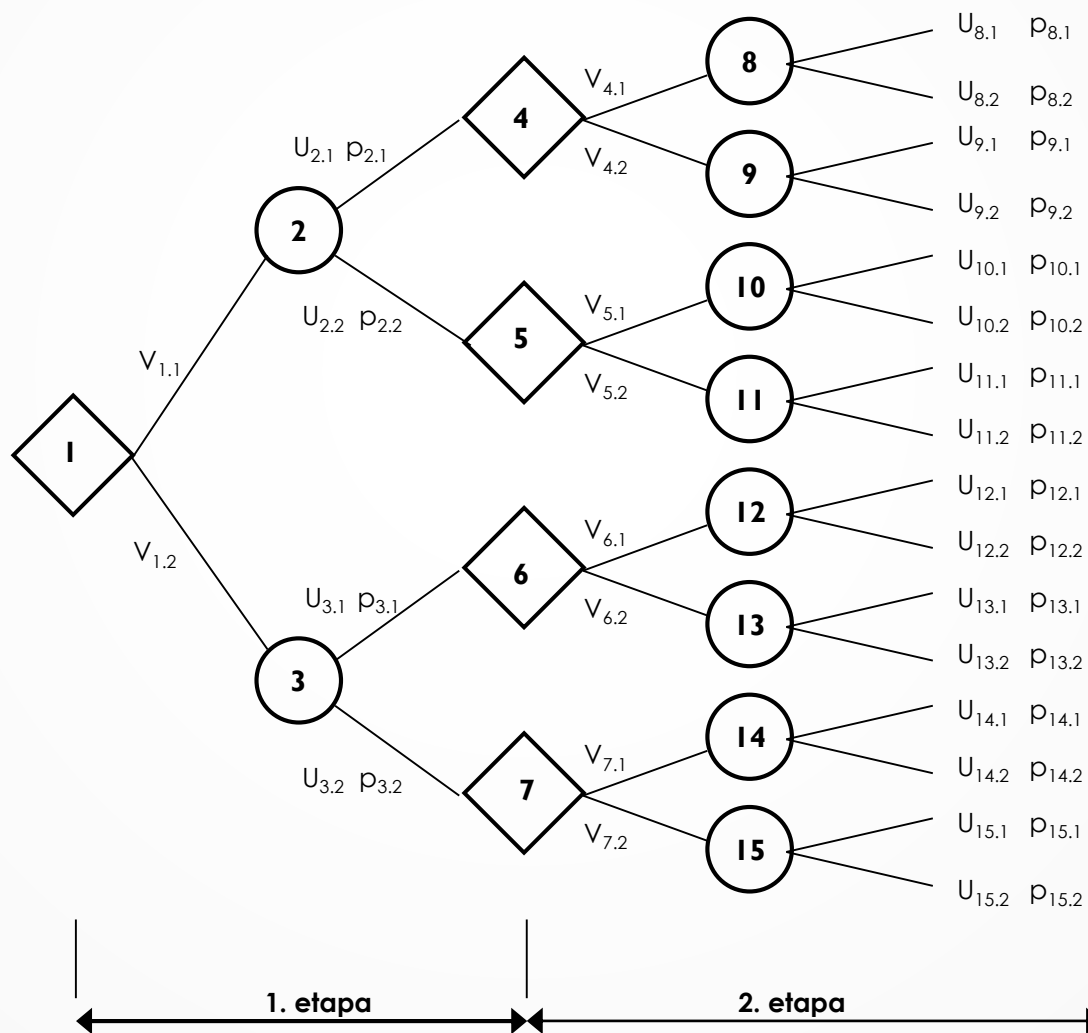 U8.1 p8.1
8
V4.1
U8.2 p8.2
4
U9.1 p9.1
U2.1 p2.1
V4.2
9
U9.2 p9.2
2
U10.1 p10.1
V5.1
10
U2.2 p2.2
U10.2 p10.2
5
V1.1
U11.1 p11.1
V5.2
11
U11.2 p11.2
1
U12.1 p12.1
V6.1
12
V1.2
U12.2 p12.2
6
U3.1 p3.1
U13.1 p13.1
V6.2
13
U13.2 p13.2
3
U14.1 p14.1
V7.1
14
U3.2 p3.2
U14.2 p14.2
7
U15.1 p15.1
V7.2
15
U15.2 p15.2
1. etapa
2. etapa